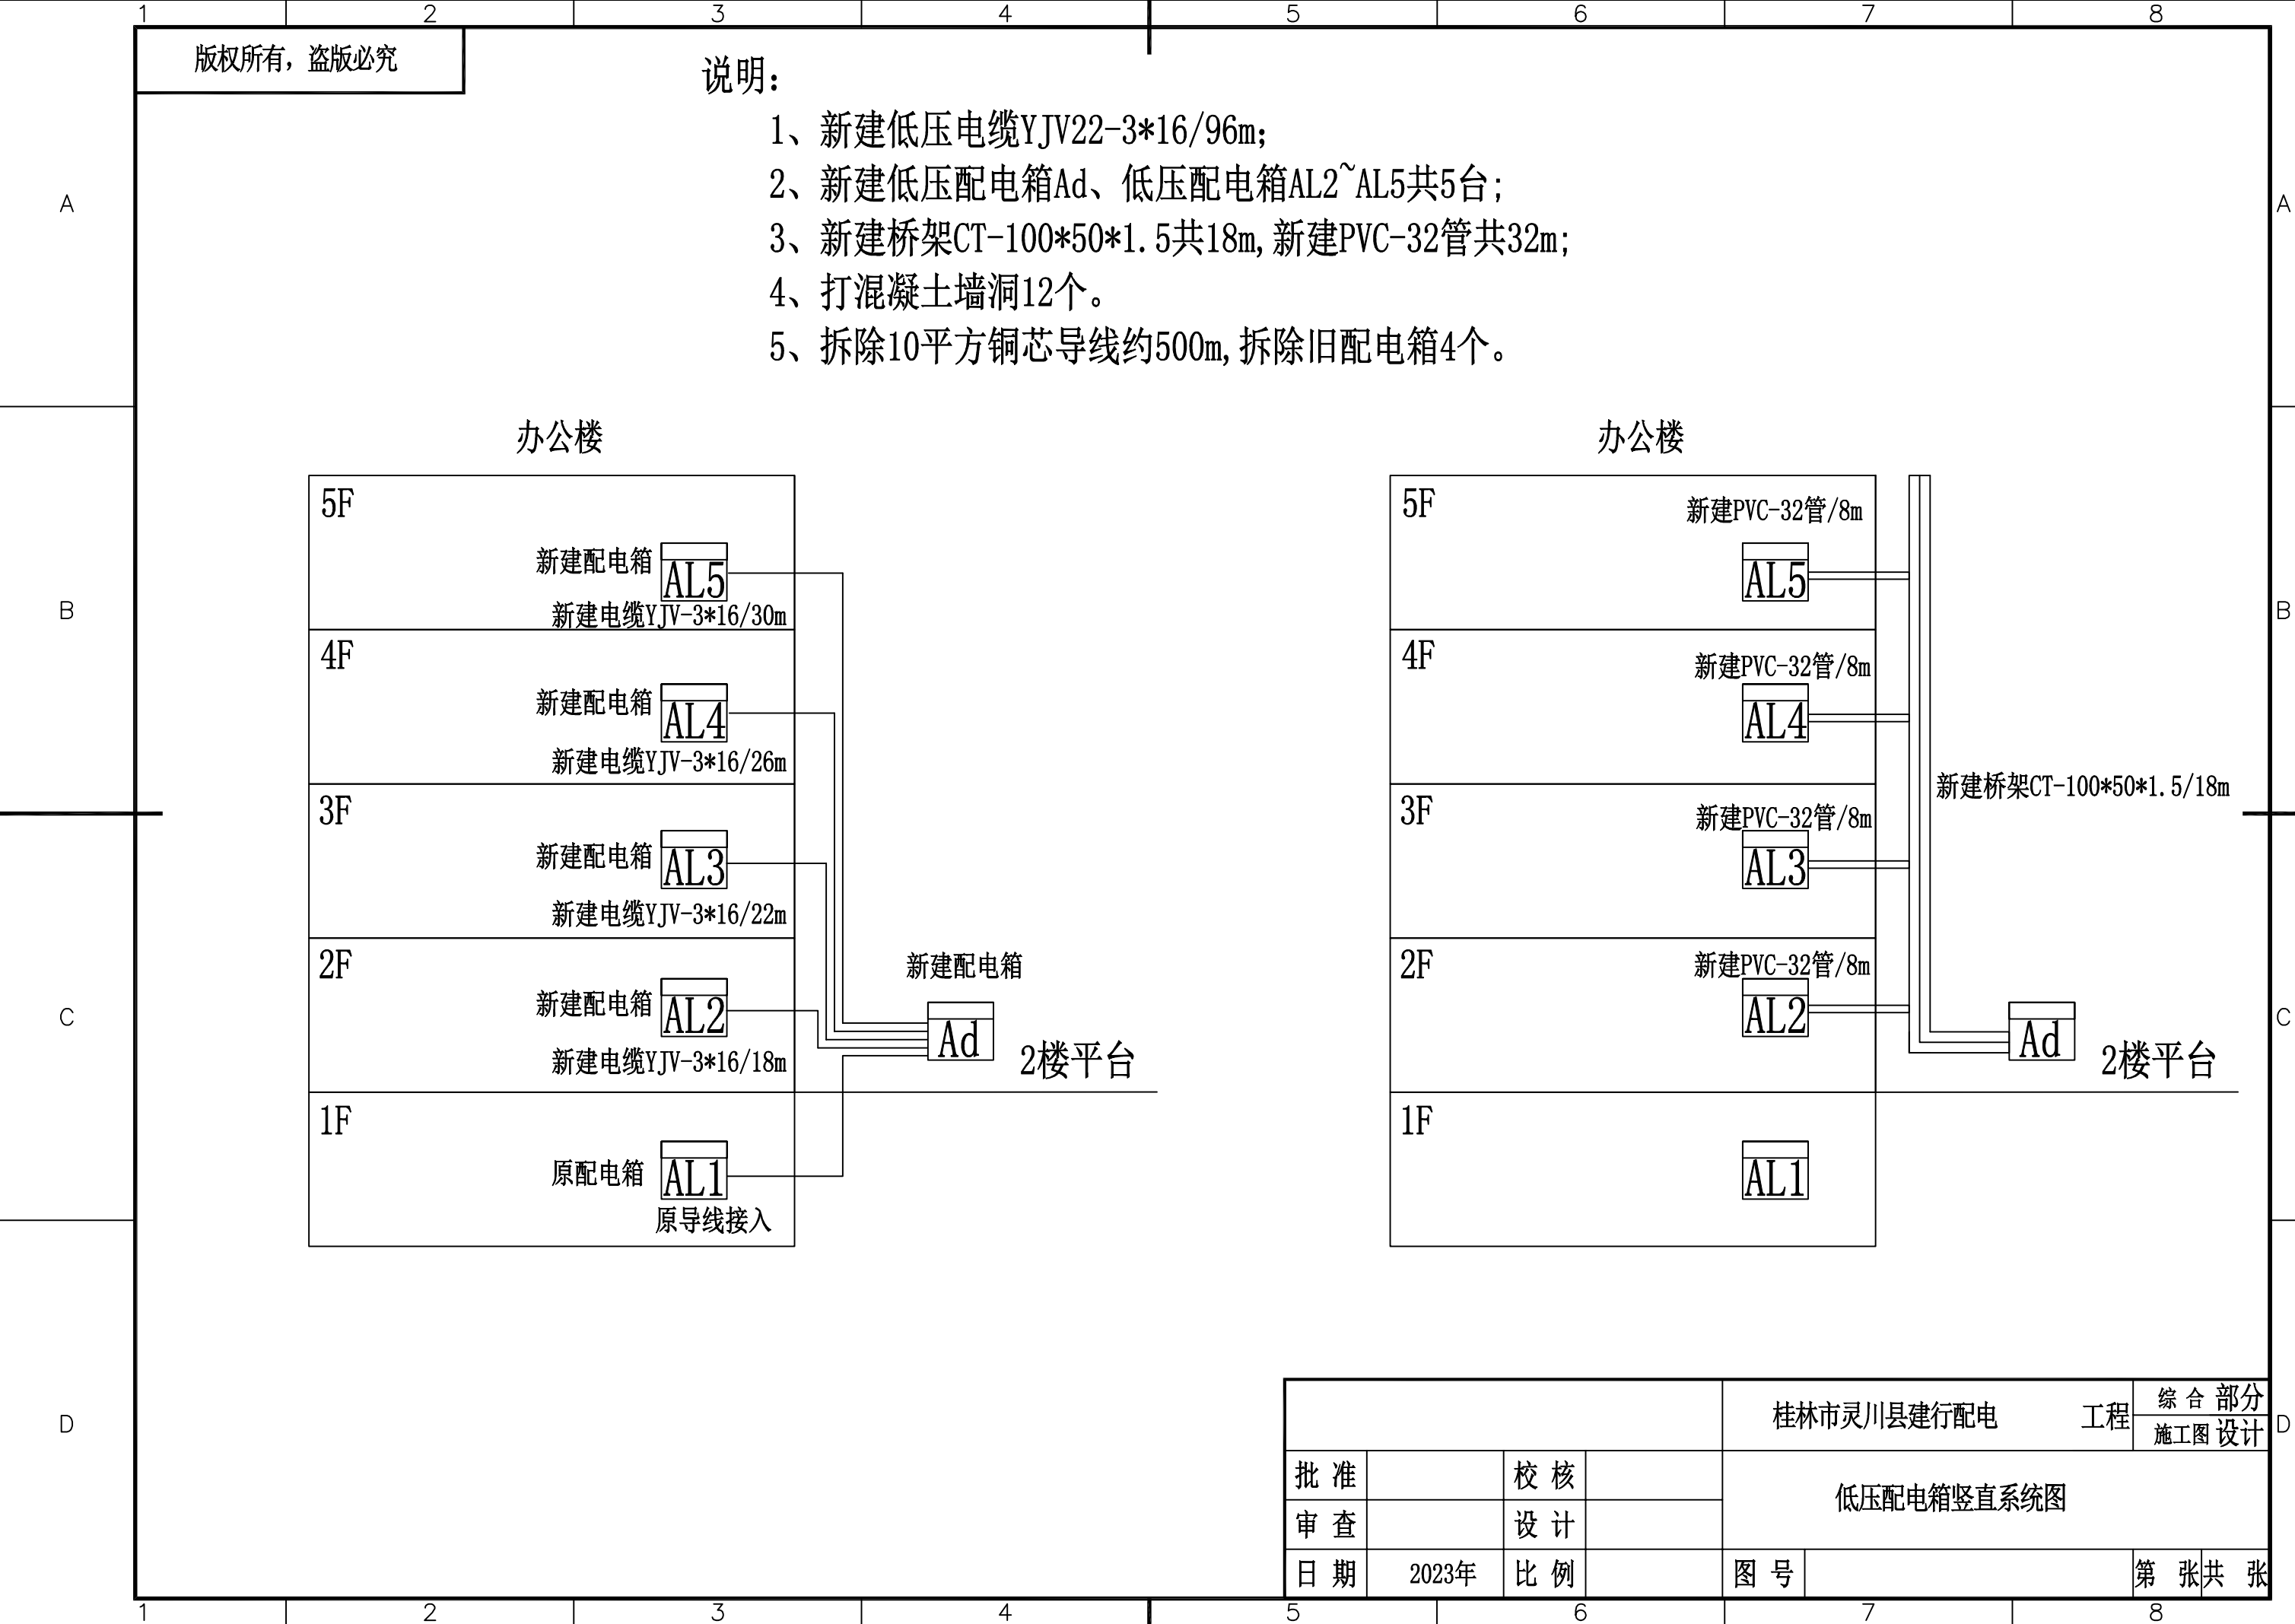 1 2 3 4 5 6 7 8
版权所有，盗版必究
说明：
1、新建低压电缆YJV22-3*16/96m；
2、新建低压配电箱Ad、低压配电箱AL2~AL5共5台;
3、新建桥架CT-100*50*1.5共18m,新建PVC-32管共32m;
4、打混凝土墙洞12个。
5、拆除10平方铜芯导线约500m,拆除旧配电箱4个。
A A
B B
C C
D D
办公楼
5F
新建配电箱 AL5
新建电缆YJV-3*16/30m
4F
新建配电箱 AL4
新建电缆YJV-3*16/26m
3F
新建配电箱 AL3
新建电缆YJV-3*16/22m
2F
新建配电箱 AL2
新建电缆YJV-3*16/18m
新建配电箱
Ad
2楼平台
1F
原配电箱 AL1
原导线接入
办公楼
5F
新建PVC-32管/8m
AL5
4F
新建PVC-32管/8m
AL4
新建桥架CT-100*50*1.5/18m
3F
新建PVC-32管/8m
AL3
2F
新建PVC-32管/8m
AL2
Ad
2楼平台
1F
AL1
桂林市灵川县建行配电 工程 综 合 部分
施工图 设计
批 准 校 核
低压配电箱竖直系统图
审 查 设 计
日 期 2023年 比 例 图 号 第 张 共 张
1 2 3 4 5 6 7 8